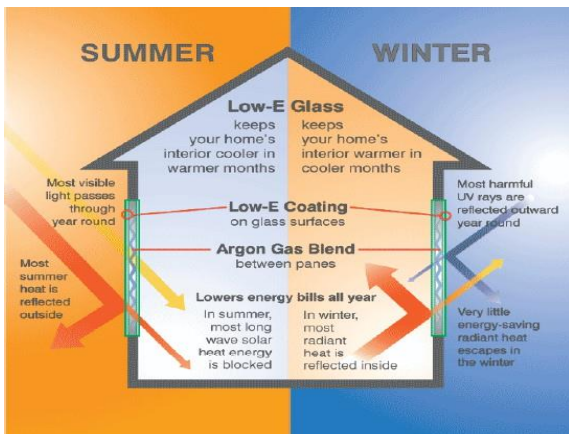 SUMMER
WINTER
Low-E Glass
keeps
your home's
interior cooler in
warmer months
keeps
your home's
interior warmer in
cooler months
Most visible
light passes
through
year round
Low-E Coating
on glass surfaces
Most harmful
UV rays are
reflected outward
year round
Argon Gas Blend
between panes
Most
summer
heat is
reflected
outside
Lowers energy bills all year
In summer,
most long
wave solar
heat energy
is blocked
In winter,
most
radiant
heat is
reflected inside
Very little
energy-saving
radiant heat
escapes in
the winter